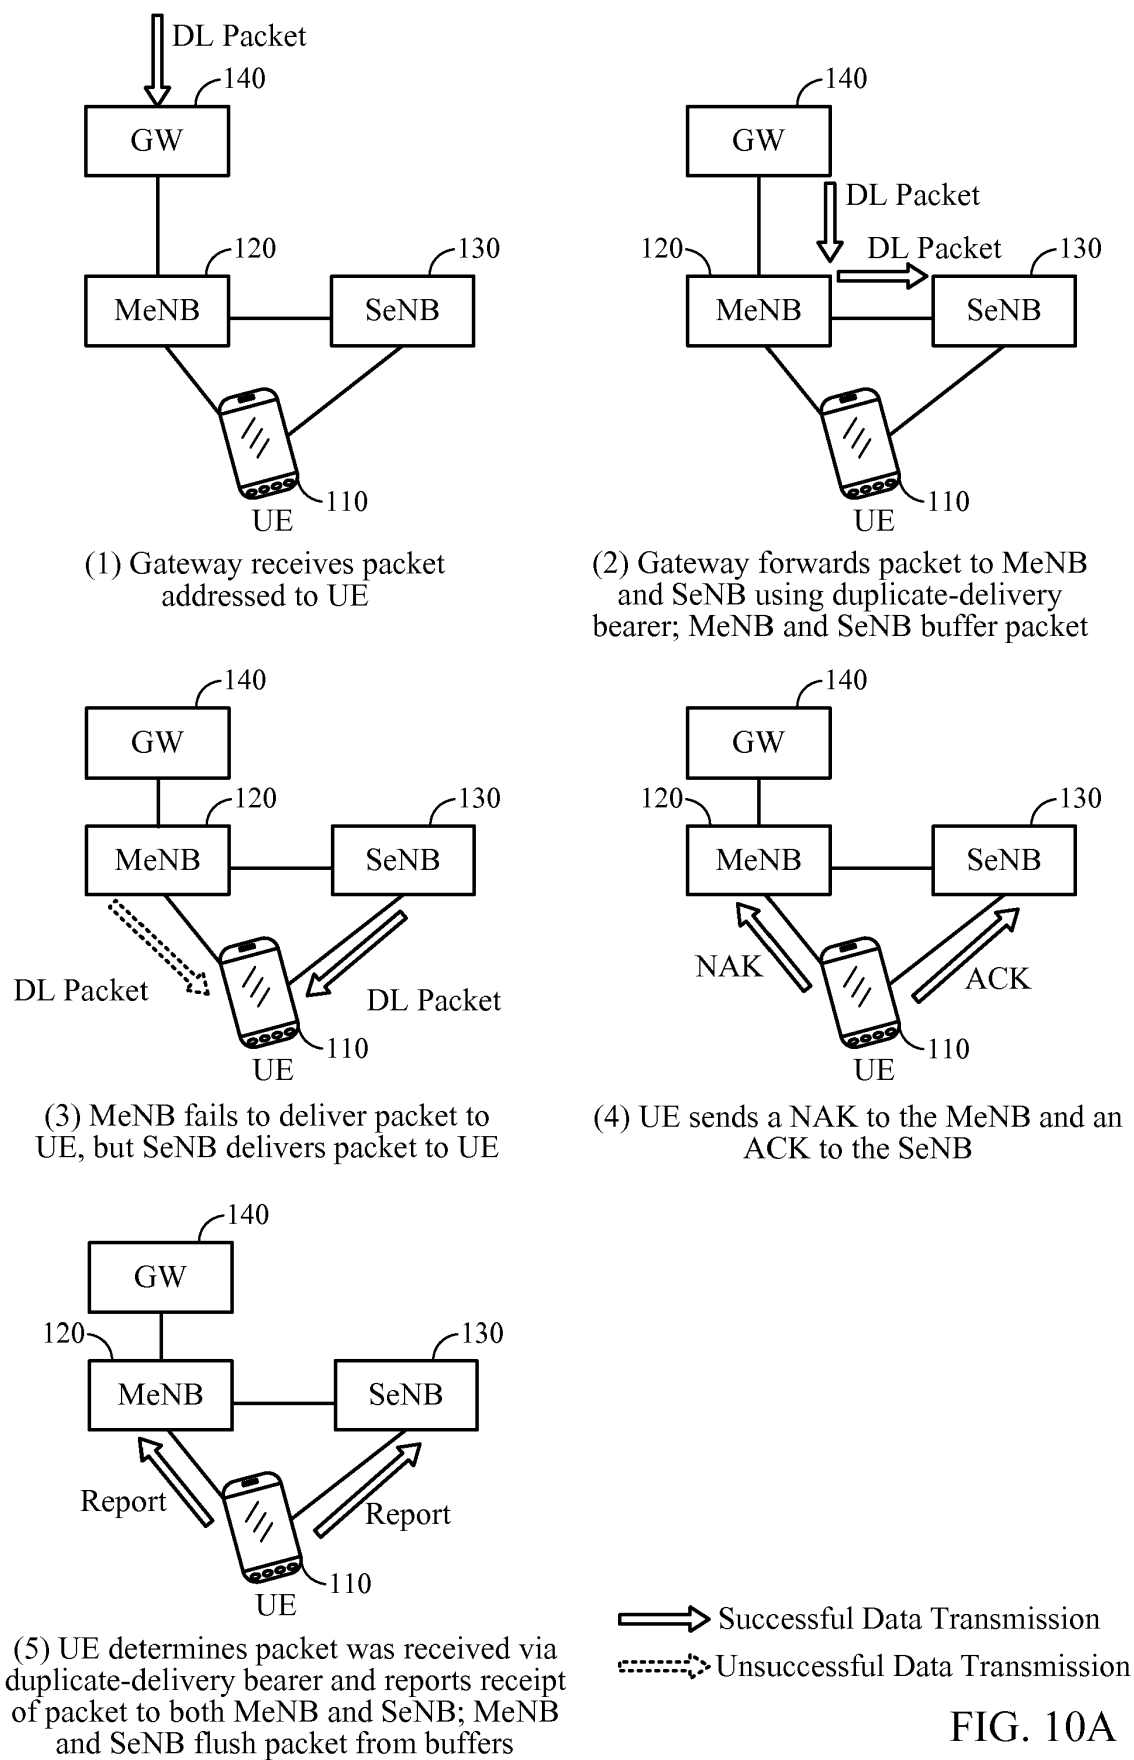 DL Packet
140
GW
120
130
MeNB
SeNB
110
UE
(1) Gateway receives packet
addressed to UE
140
GW
DL Packet
120
DL Packet
130
MeNB
SeNB
110
UE
(2) Gateway forwards packet to MeNB
and SeNB using duplicate-delivery
bearer; MeNB and SeNB buffer packet
140
GW
120
130
MeNB
SeNB
DL Packet
DL Packet
110
UE
(3) MeNB fails to deliver packet to
UE, but SeNB delivers packet to UE
140
GW
120
130
MeNB
SeNB
NAK
ACK
110
UE
(4) UE sends a NAK to the MeNB and an
ACK to the SeNB
140
GW
120
130
MeNB
SeNB
Report
Report
110
UE
(5) UE determines packet was received via
duplicate-delivery bearer and reports receipt
of packet to both MeNB and SeNB; MeNB
and SeNB flush packet from buffers
Successful Data Transmission
Unsuccessful Data Transmission
FIG. 10A